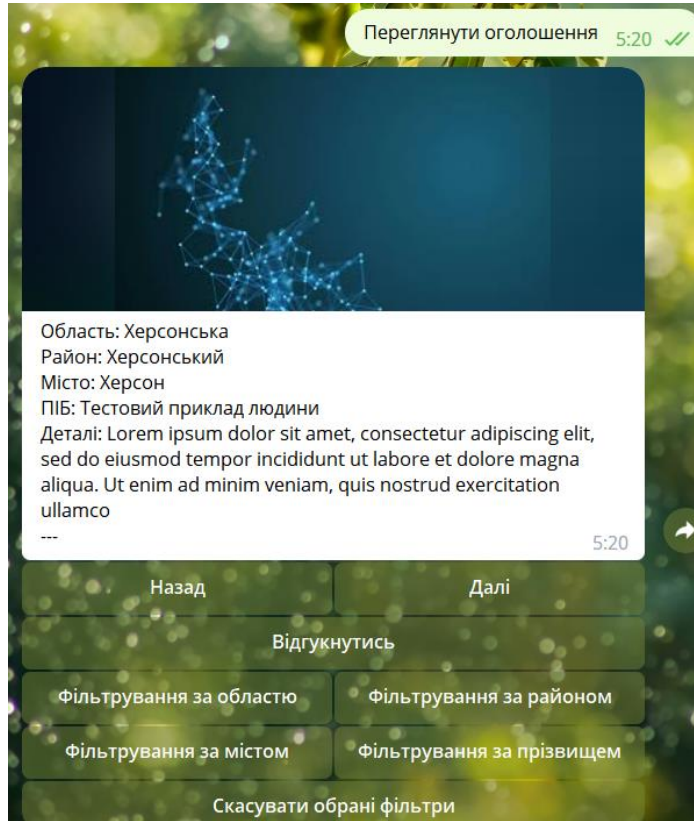 Переглянути оголошення 5:20
Область: Херсонська
Район: Херсонський
Місто: Херсон
ПІБ: Тестовий приклад людини
Деталі: Lorem ipsum dolor sit amet, consectetur adipiscing elit,
sed do eiusmod tempor incididunt ut labore et dolore magna
aliqua. Ut enim ad minim veniam, quis nostrud exercitation
ullamco
---
5:20
Назад Далі
Відгукнутись
Фільтрування за областю Фільтрування за районом
Фільтрування за містом Фільтрування за прізвищем
Скасувати обрані фільтри